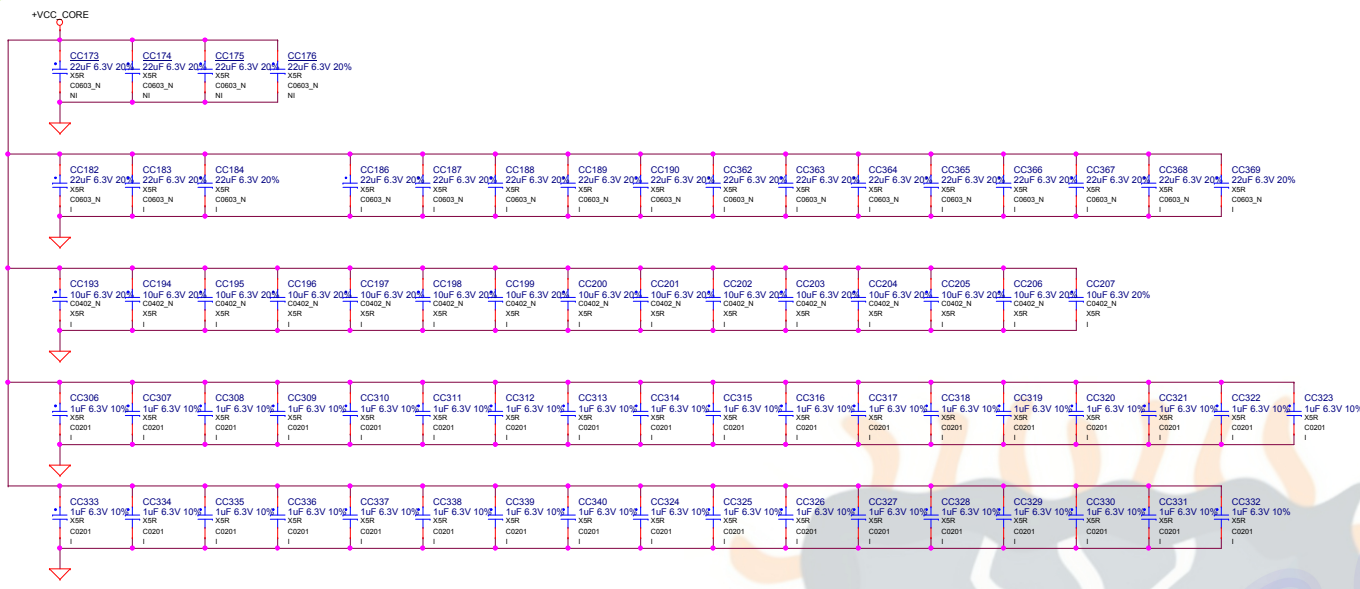 +VCC_CORE
CC173 CC174 CC175 CC176
22uF 6.3V 20% 22uF 6.3V 20% 22uF 6.3V 20% 22uF 6.3V 20%
X5R X5R X5R X5R
C0603_N C0603_N C0603_N C0603_N
NI NI NI NI
CC182 CC183 CC184 CC186 CC187 CC188 CC189 CC190 CC362 CC363 CC364 CC365 CC366 CC367 CC368 CC369
22uF 6.3V 20% 22uF 6.3V 20% 22uF 6.3V 20% 22uF 6.3V 20% 22uF 6.3V 20% 22uF 6.3V 20% 22uF 6.3V 20% 22uF 6.3V 20% 22uF 6.3V 20% 22uF 6.3V 20% 22uF 6.3V 20% 22uF 6.3V 20% 22uF 6.3V 20% 22uF 6.3V 20% 22uF 6.3V 20% 22uF 6.3V 20%
X5R X5R X5R X5R X5R X5R X5R X5R X5R X5R X5R X5R X5R X5R X5R X5R
C0603_N C0603_N C0603_N C0603_N C0603_N C0603_N C0603_N C0603_N C0603_N C0603_N C0603_N C0603_N C0603_N C0603_N C0603_N C0603_N
I I I I I I I I I I I I I I I I
CC193 CC194 CC195 CC196 CC197 CC198 CC199 CC200 CC201 CC202 CC203 CC204 CC205 CC206 CC207
10uF 6.3V 20% 10uF 6.3V 20% 10uF 6.3V 20% 10uF 6.3V 20% 10uF 6.3V 20% 10uF 6.3V 20% 10uF 6.3V 20% 10uF 6.3V 20% 10uF 6.3V 20% 10uF 6.3V 20% 10uF 6.3V 20% 10uF 6.3V 20% 10uF 6.3V 20% 10uF 6.3V 20% 10uF 6.3V 20%
C0402_N C0402_N C0402_N C0402_N C0402_N C0402_N C0402_N C0402_N C0402_N C0402_N C0402_N C0402_N C0402_N C0402_N C0402_N
X5R X5R X5R X5R X5R X5R X5R X5R X5R X5R X5R X5R X5R X5R X5R
I I I I I I I I I I I I I I I
CC306 CC307 CC308 CC309 CC310 CC311 CC312 CC313 CC314 CC315 CC316 CC317 CC318 CC319 CC320 CC321 CC322 CC323
1uF 6.3V 10% 1uF 6.3V 10% 1uF 6.3V 10% 1uF 6.3V 10% 1uF 6.3V 10% 1uF 6.3V 10% 1uF 6.3V 10% 1uF 6.3V 10% 1uF 6.3V 10% 1uF 6.3V 10% 1uF 6.3V 10% 1uF 6.3V 10% 1uF 6.3V 10% 1uF 6.3V 10% 1uF 6.3V 10% 1uF 6.3V 10% 1uF 6.3V 10% 1uF 6.3V 10%
X5R X5R X5R X5R X5R X5R X5R X5R X5R X5R X5R X5R X5R X5R X5R X5R X5R X5R
C0201 C0201 C0201 C0201 C0201 C0201 C0201 C0201 C0201 C0201 C0201 C0201 C0201 C0201 C0201 C0201 C0201 C0201
I I I I I I I I I I I I I I I I I I
CC333 CC334 CC335 CC336 CC337 CC338 CC339 CC340 CC324 CC325 CC326 CC327 CC328 CC329 CC330 CC331 CC332
1uF 6.3V 10% 1uF 6.3V 10% 1uF 6.3V 10% 1uF 6.3V 10% 1uF 6.3V 10% 1uF 6.3V 10% 1uF 6.3V 10% 1uF 6.3V 10% 1uF 6.3V 10% 1uF 6.3V 10% 1uF 6.3V 10% 1uF 6.3V 10% 1uF 6.3V 10% 1uF 6.3V 10% 1uF 6.3V 10% 1uF 6.3V 10% 1uF 6.3V 10%
X5R X5R X5R X5R X5R X5R X5R X5R X5R X5R X5R X5R X5R X5R X5R X5R X5R
C0201 C0201 C0201 C0201 C0201 C0201 C0201 C0201 C0201 C0201 C0201 C0201 C0201 C0201 C0201 C0201 C0201
I I I I I I I I I I I I I I I I I